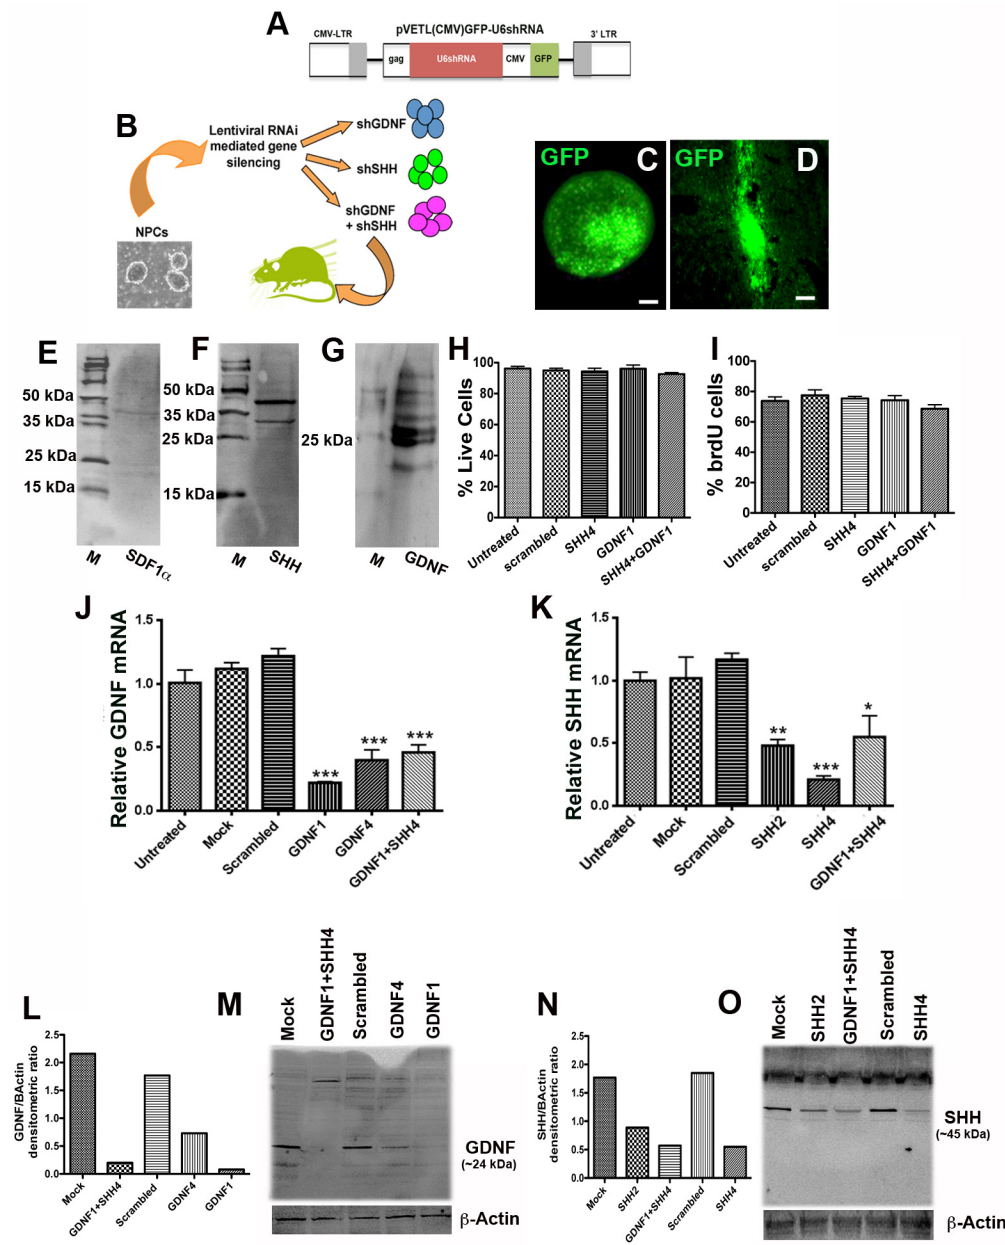 A
pVETL(CMV)GFP-U6shRNA
CMV-LTR
3' LTR
gag
U6shRNA
CMV
GFP
B
Lentiviral RNAi
mediated gene
silencing
shGDNF
shSHH
shGDNF
+ shSHH
NPCs
GFP
C
GFP
D
E
50 kDa
35 kDa
25 kDa
15 kDa
M
SDF1α
F
50 kDa
35 kDa
25 kDa
15 kDa
M
SHH
G
25 kDa
M
GDNF
H
% Live Cells
100
80
60
40
20
0
Untreated
scrambled
SHH4
GDNF1
SHH4+GDNF1
I
% brdU cells
100
80
60
40
20
0
Untreated
scrambled
SHH4
GDNF1
SHH4+GDNF1
J
Relative GDNF mRNA
1.5
1.0
0.5
0.0
***
***
***
Untreated
Mock
Scrambled
GDNF1
GDNF4
GDNF1+SHH4
K
Relative SHH mRNA
1.5
1.0
0.5
0.0
**
***
*
Untreated
Mock
Scrambled
SHH2
SHH4
GDNF1+SHH4
L
GDNF/BActin
densitometric ratio
2.5
2.0
1.5
1.0
0.5
0.0
Mock
GDNF1+SHH4
Scrambled
GDNF4
GDNF1
M
Mock
GDNF1+SHH4
Scrambled
GDNF4
GDNF1
GDNF
(~24 kDa)
β-Actin
N
SHH/BActin
densitometric ratio
2.5
2.0
1.5
1.0
0.5
0.0
Mock
SHH2
GDNF1+SHH4
Scrambled
SHH4
O
Mock
SHH2
GDNF1+SHH4
Scrambled
SHH4
SHH
(~45 kDa)
β-Actin